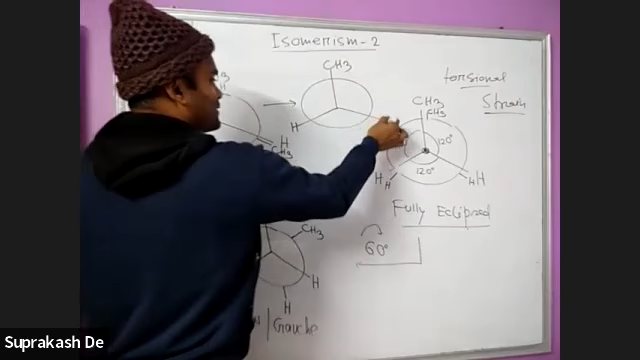 Isomerism-2
CH3
torsional
Strain
CH3
CH3
H
120°
H
CH3
120°
H
H
H
H
Fully Eclipsed
60°
CH3
H
H
Gauche
Suprakash De